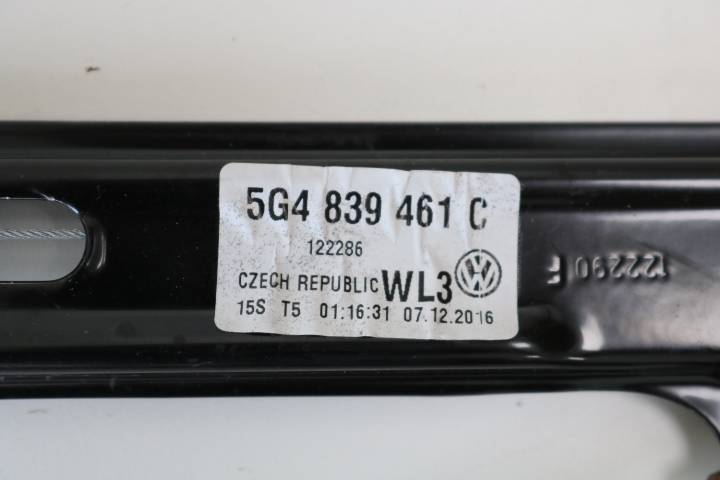 5G4 839 461 C
122286
CZECH REPUBLIC WL3
15S T5 01:16:31 07.12.2016
122290 F